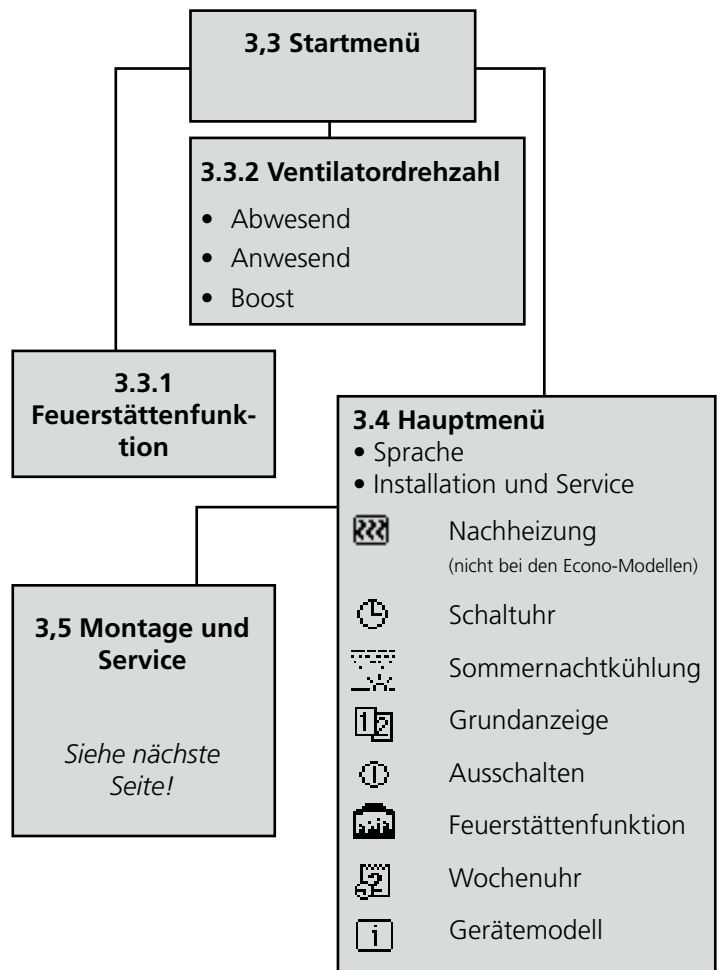 3,3 Startmenü
3.3.2 Ventilatordrehzahl
• Abwesend
• Anwesend
• Boost
3.3.1
Feuerstättenfunk-
tion
3.4 Hauptmenü
• Sprache
• Installation und Service
Nachheizung
(nicht bei den Econo-Modellen)
Schaltuhr
Sommernachtkühlung
12 Grundanzeige
Ausschalten
Feuerstättenfunktion
2 Wochenuhr
i Gerätemodell
3,5 Montage und
Service
Siehe nächste
Seite!